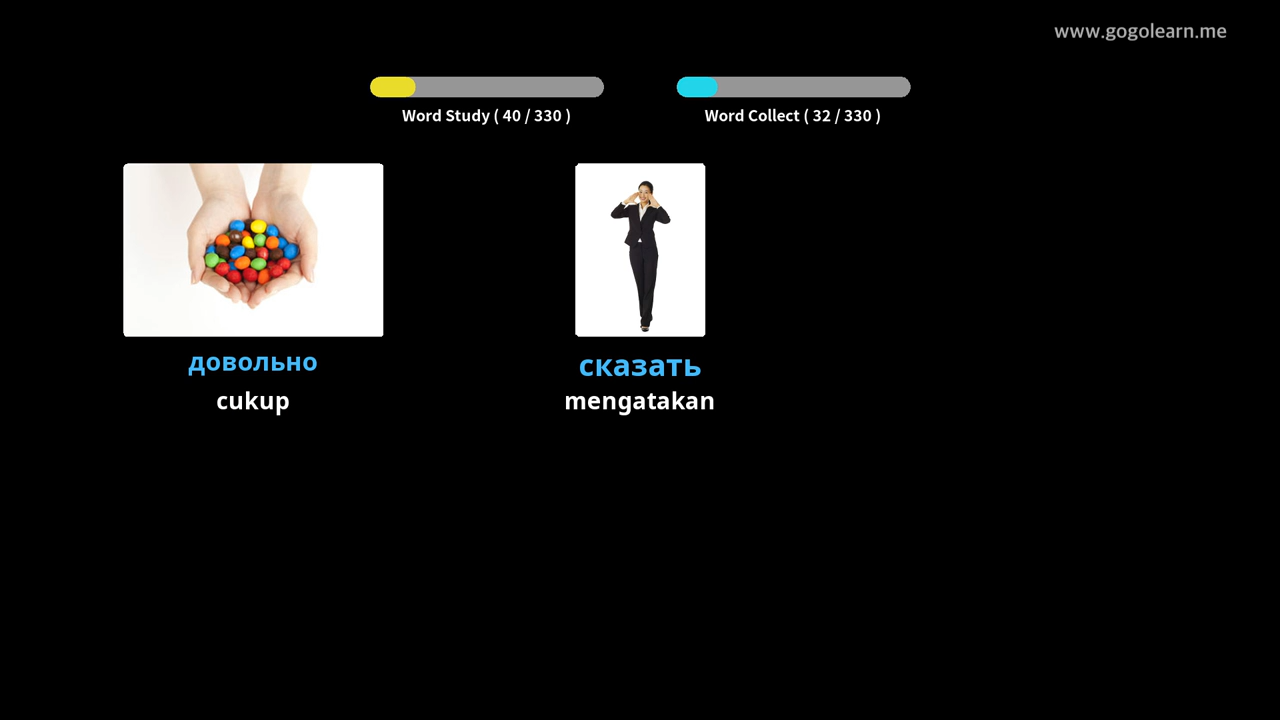 www.gogolearn.me
Word Study ( 40 / 330 )
Word Collect ( 32 / 330 )
довольно
cukup
сказать
mengatakan